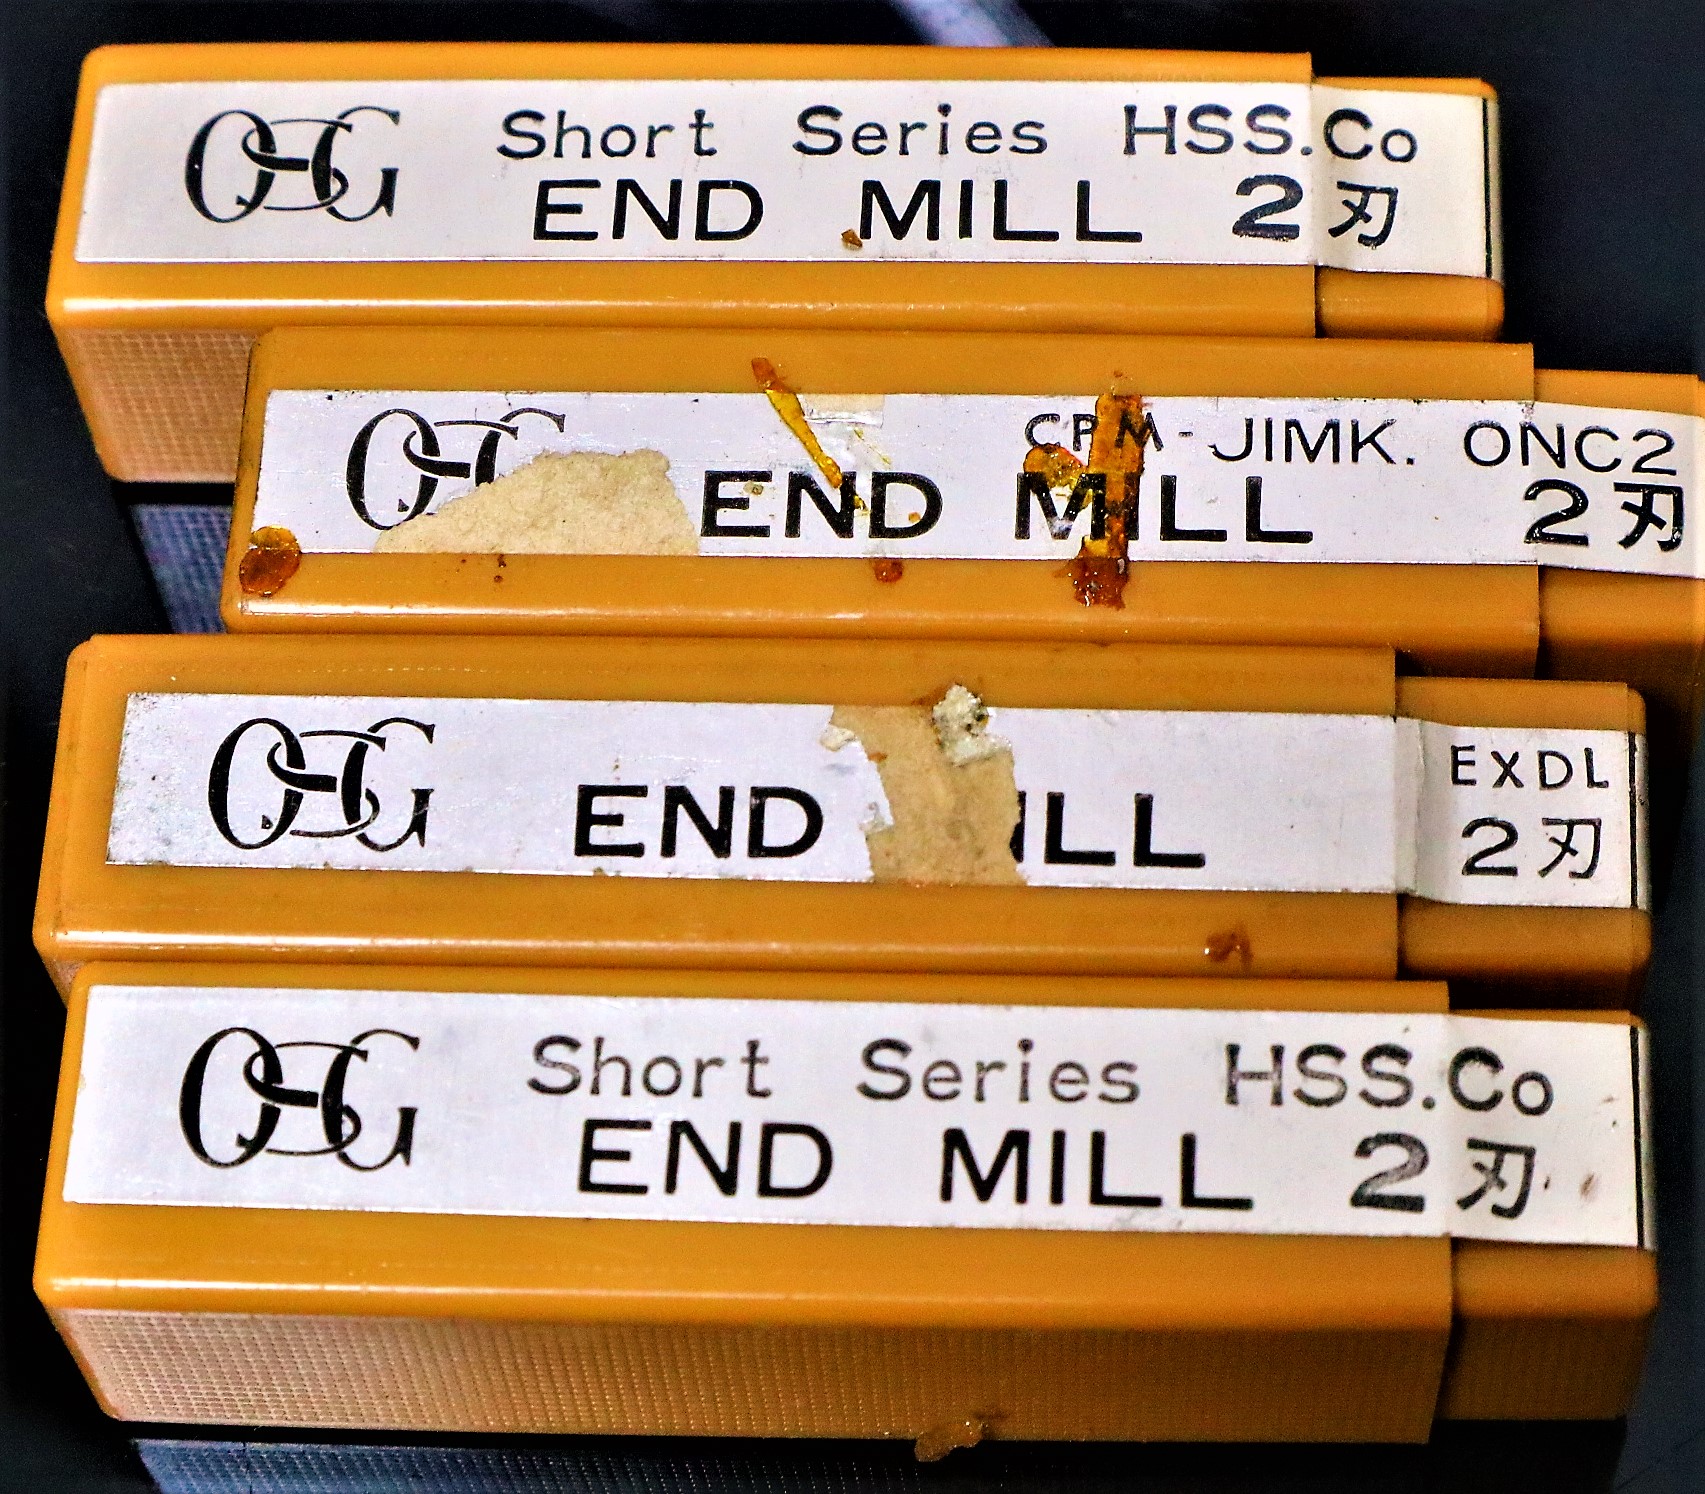 OSG Short Series HSS.Co
END MILL 2刃
OSG CPM-JIMK. ONC2
END MILL 2刃
OSG EXDL
END ILL 2刃
OSG Short Series HSS.Co
END MILL 2刃